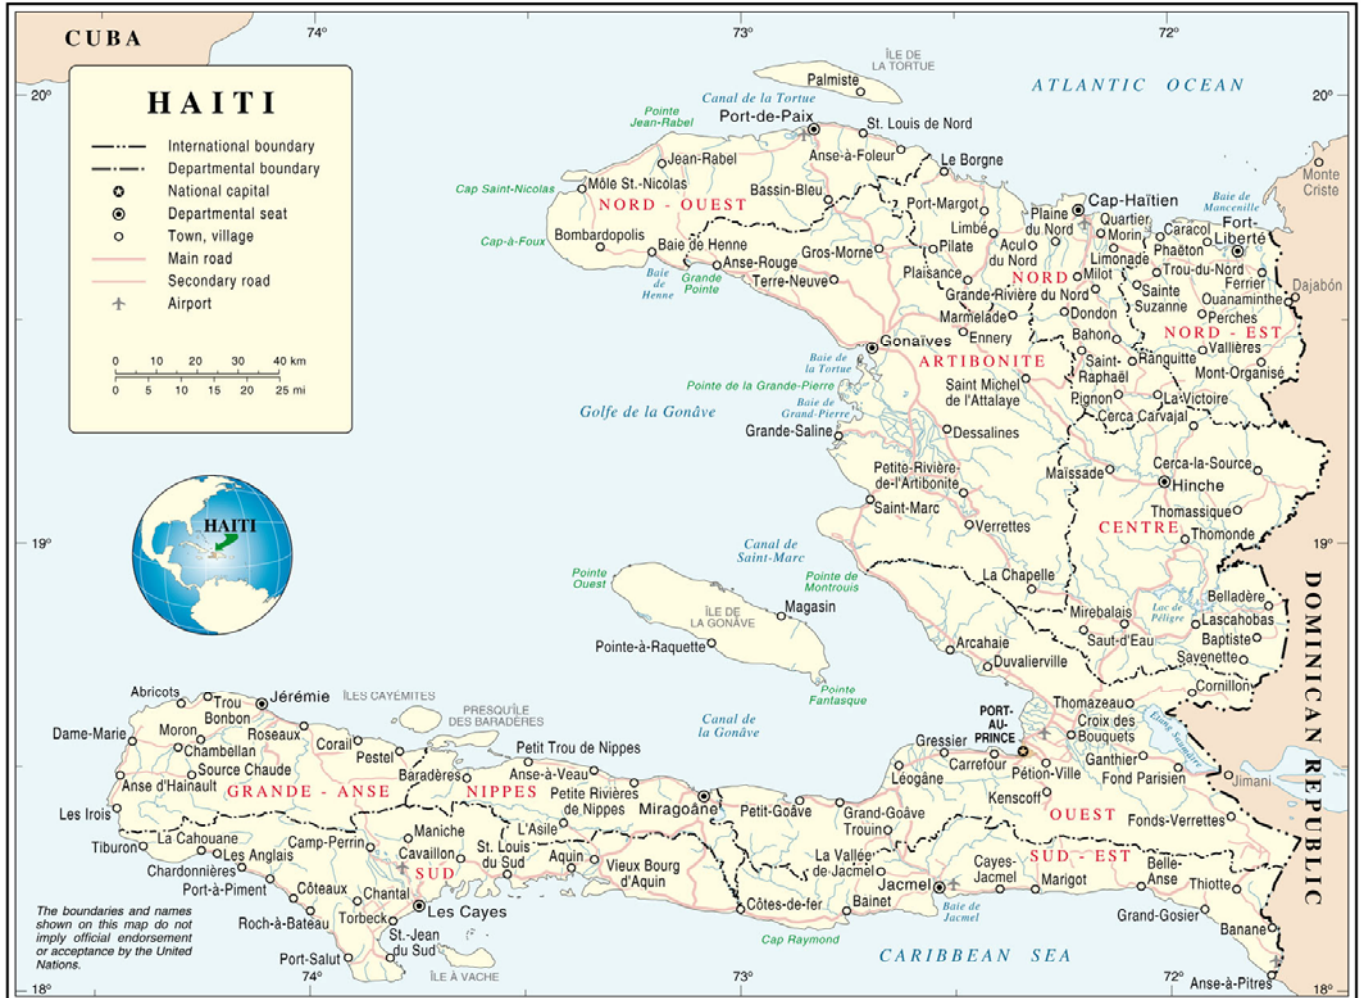 74°
73°
72°
CUBA
20°
20°
HAITI
International boundary
Departmental boundary
National capital
Departmental seat
Town, village
Main road
Secondary road
Airport
0 10 20 30 40 km
0 5 10 15 20 25 mi
ÎLE DE
LA TORTUE
Palmiste
ATLANTIC OCEAN
Canal de la Tortue
Pointe
Jean-Rabel
Port-de-Paix
St. Louis de Nord
Anse-à-Foleur
Le Borgne
Jean-Rabel
Monte
Criste
Cap Saint-Nicolas
Môle St.-Nicolas
Bassin-Bleu
NORD - OUEST
Port-Margot
Cap-Haïtien
Baie de
Mancenille
Plaine
du Nord
Quartier
Morin
Limbé
Caracol
Fort-
Liberté
Cap-à-Foux
Bombardopolis
Baie de Henne
Gros-Morne
Pilate
Acul
du Nord
Limonade
Phaëton
Anse-Rouge
Baie
de
Henne
Grande
Pointe
Terre-Neuve
Plaisance
NORD
Milot
Trou-du-Nord
Ferrier
Dajabón
Grande-Rivière du Nord
Sainte
Suzanne
Ouanaminthe
Marmelade
Dondon
Perches
Gonaïves
Ennery
Bahon
NORD - EST
ARTIBONITE
Baie de
la Tortue
Saint-
Raphaël
Ranquitte
Vallières
Mont-Organisé
Pointe de la Grande-Pierre
Saint Michel
de l'Attalaye
Baie de
Grand-Pierre
Pignon
La Victoire
Golfe de la Gonâve
Cerca Carvajal
Grande-Saline
Dessalines
Petite-Rivière-
de-l'Artibonite
Maïssade
Cerca-la-Source
Hinche
Saint-Marc
Thomassique
Verrettes
CENTRE
Thomonde
HAITI
19°
19°
Canal de
Saint-Marc
Pointe
Ouest
Pointe de
Montrouis
La Chapelle
Magasin
ÎLE DE
LA GONÂVE
Mirebalais
Lac de
Péligre
Belladère
Lascahobas
Saut-d'Eau
Baptiste
Savenette
Pointe-à-Raquette
Arcahaie
Duvalierville
DOMINICAN REPUBLIC
Pointe
Fantasque
Cornillon
Abricots
Jérémie
ÎLES CAYÉMITES
Trou
Bonbon
PRESQU'ÎLE
DES BARADÈRES
Canal de
la Gonâve
PORT-
AU-
PRINCE
Thomazeau
Croix des
Bouquets
Étang Saumâtre
Dame-Marie
Moron
Roseaux
Corail
Pestel
Chambellan
Petit Trou de Nippes
Gressier
Carrefour
Ganthier
Source Chaude
Baradères
Anse-à-Veau
Léogâne
Pétion-Ville
Fond Parisien
Jimani
Anse d'Hainault
GRANDE - ANSE
NIPPES
Petite Rivières
de Nippes
Miragoâne
Petit-Goâve
Grand-Goâve
Kenscoff
OUEST
Les Irois
Trouin
Fonds-Verrettes
L'Asile
Tiburon
La Cahouane
Camp-Perrin
Maniche
Les Anglais
Cavaillon
St. Louis
du Sud
Aquin
Vieux Bourg
d'Aquin
La Vallée
de Jacmel
SUD - EST
Chardonnières
SUD
Cayes-
Jacmel
Belle-
Anse
Port-à-Piment
Côteaux
Chantal
Jacmel
Marigot
Thiotte
Les Cayes
Côtes-de-fer
Bainet
Baie de
Jacmel
Grand-Gosier
Roch-à-Bateau
Torbeck
St.-Jean
du Sud
Cap Raymond
Banane
Port-Salut
ÎLE À VACHE
CARIBBEAN SEA
Anse-à-Pitres
The boundaries and names
shown on this map do not
imply official endorsement
or acceptance by the United
Nations.
18°
74°
73°
72°
18°